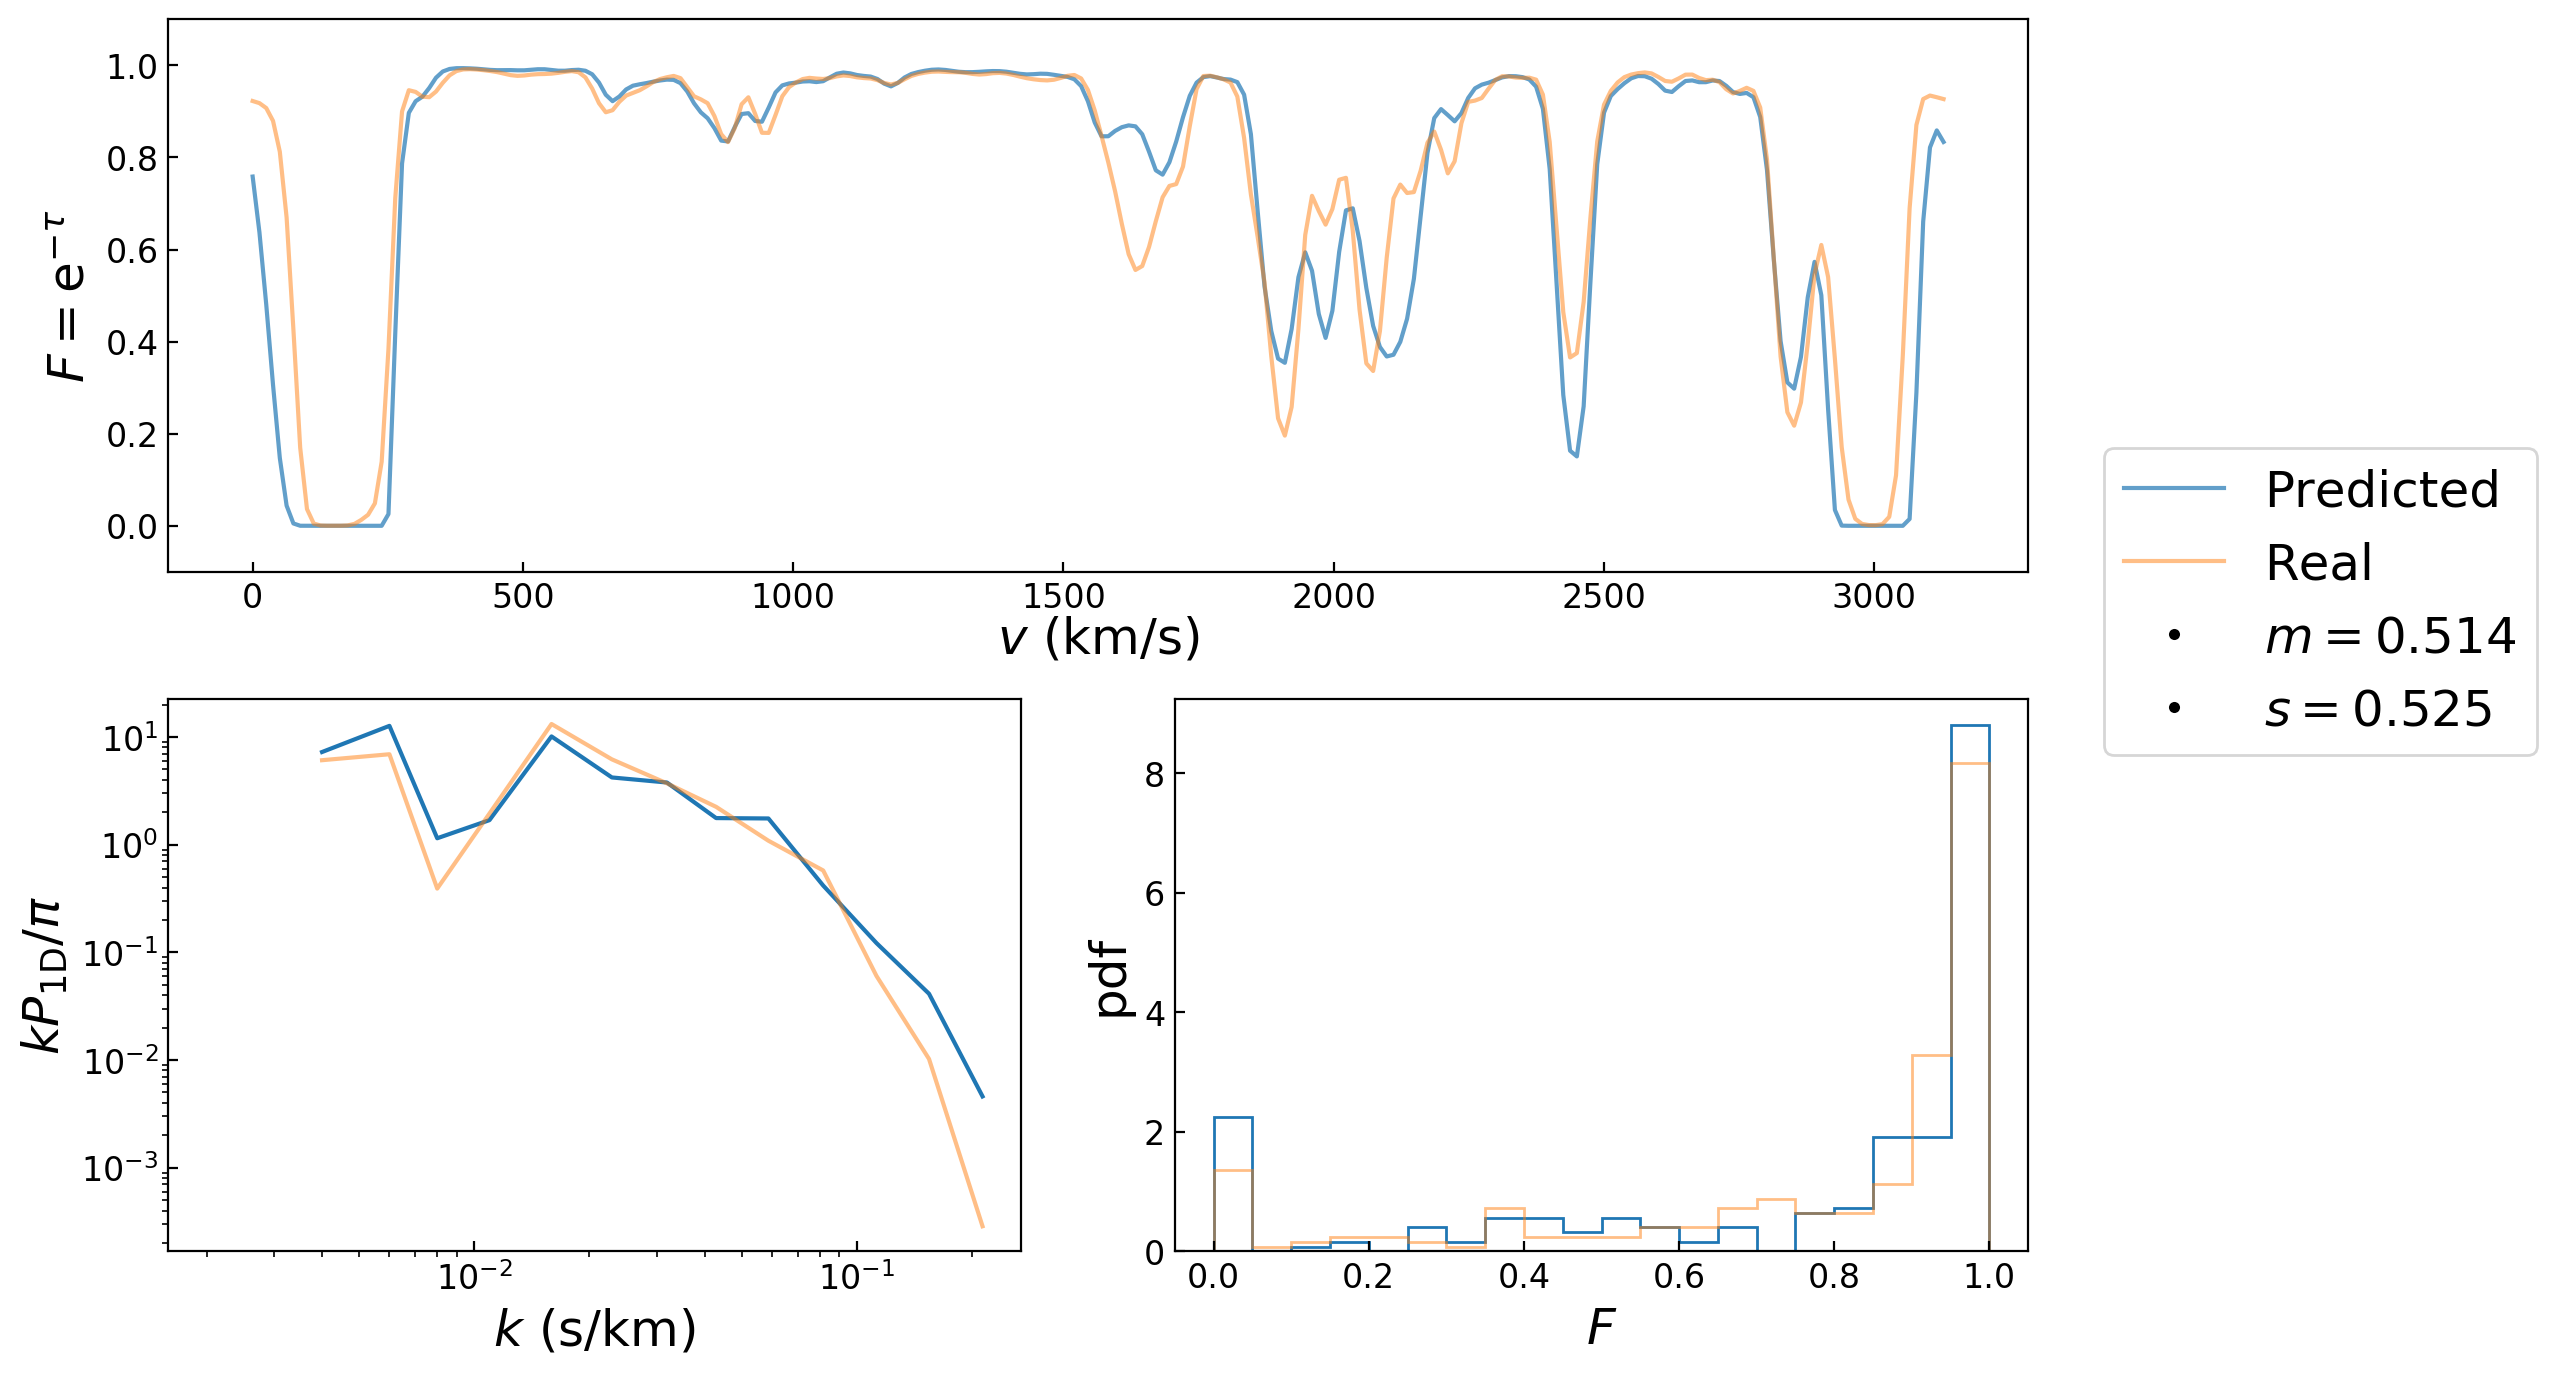 1.0
0.8
0.6
0.4
0.2
0.0
F = e^{-τ}
0 500 1000 1500 2000 2500 3000
v (km/s)
Predicted
Real
m = 0.514
s = 0.525
10^1
10^0
10^{-1}
10^{-2}
10^{-3}
kP_{1D}/π
10^{-2} 10^{-1}
k (s/km)
8
6
4
2
0
pdf
0.0 0.2 0.4 0.6 0.8 1.0
F